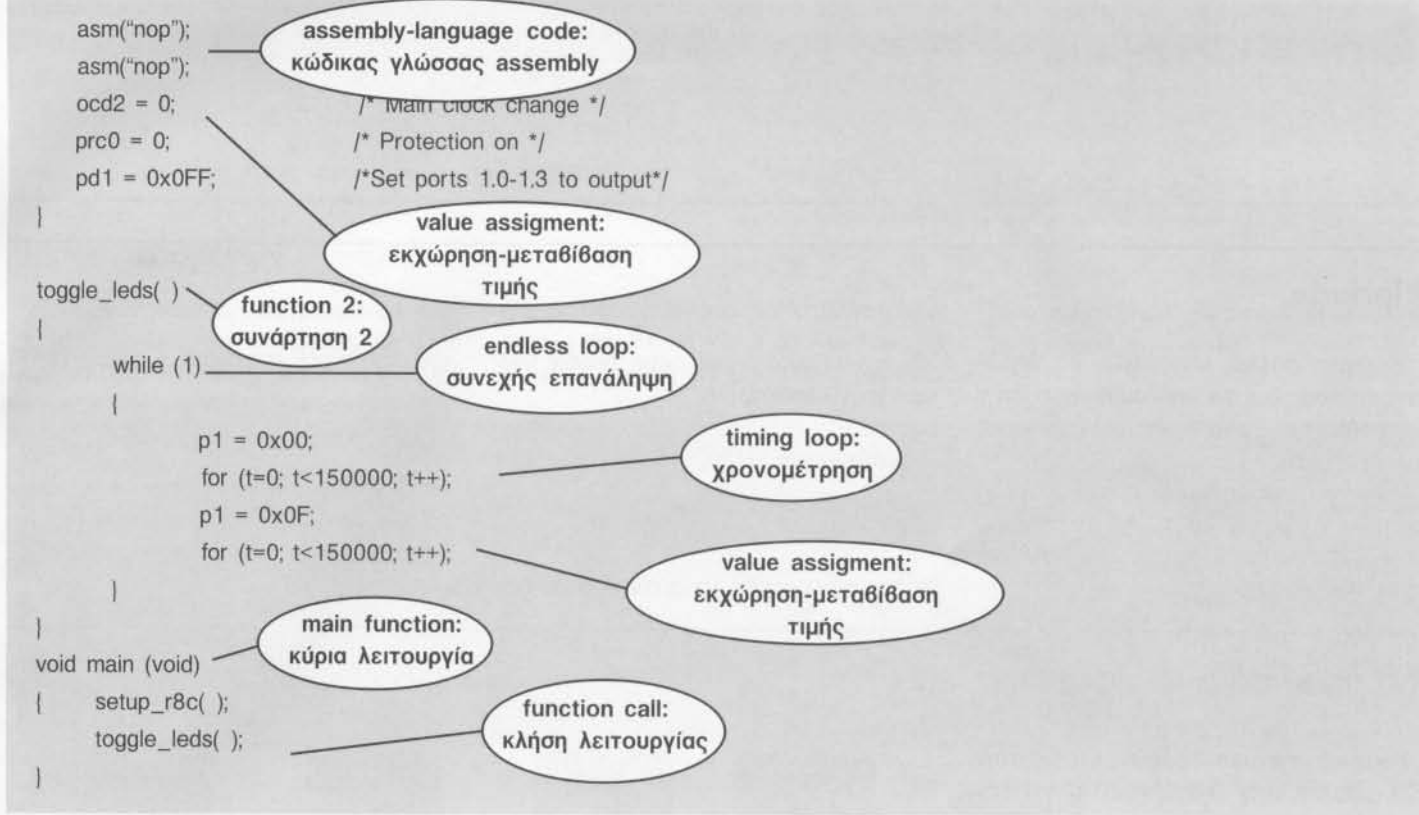 asm("nop");
assembly-language code:
κώδικας γλώσσας assembly
asm("nop");
ocd2 = 0; /* Main clock change */
prc0 = 0; /* Protection on */
pd1 = 0x0FF; /*Set ports 1.0-1.3 to output*/
}
value assigment:
εκχώρηση-μεταβίβαση
τιμής
toggle_leds( )
function 2:
συνάρτηση 2
{
while (1)
endless loop:
συνεχής επανάληψη
{
p1 = 0x00;
for (t=0; t<150000; t++);
timing loop:
χρονομέτρηση
p1 = 0x0F;
for (t=0; t<150000; t++);
value assigment:
εκχώρηση-μεταβίβαση
τιμής
}
}
main function:
κύρια λειτουργία
void main (void)
{ setup_r8c( );
toggle_leds( );
function call:
κλήση λειτουργίας
}